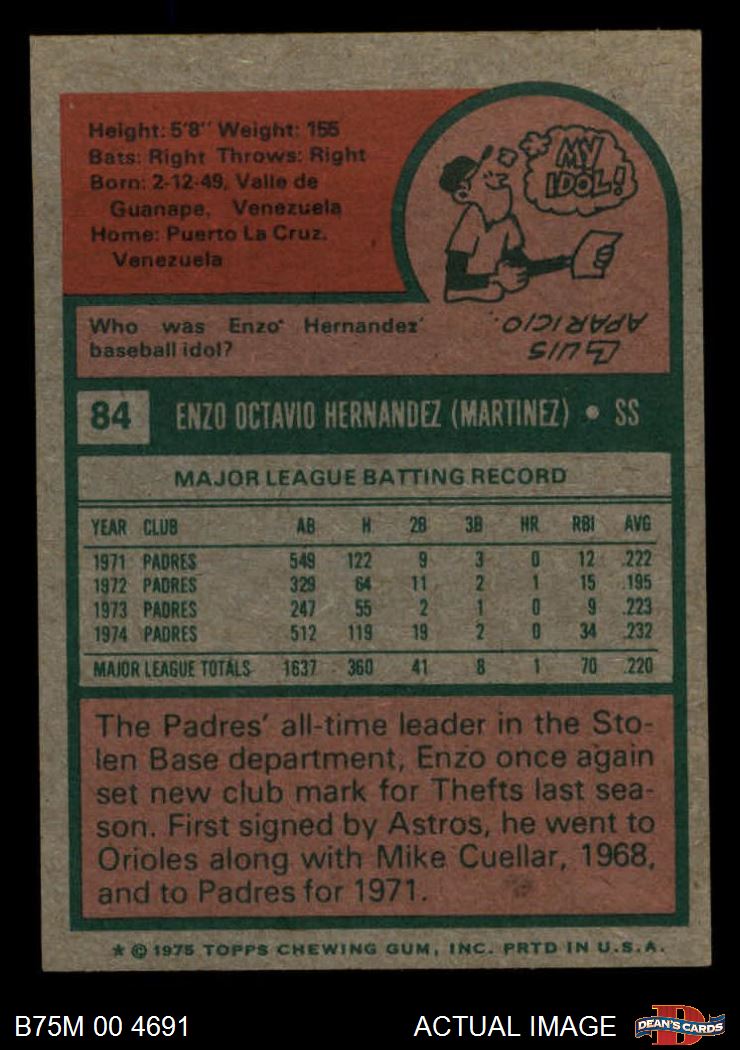 Height: 5'8" Weight: 155
Bats: Right Throws: Right
Born: 2-12-49, Valle de
Guanape, Venezuela
Home: Puerto La Cruz,
Venezuela
MY
IDOL!
Who was Enzo Hernandez'
baseball idol?
LUIS
APARICIO.
84 ENZO OCTAVIO HERNANDEZ (MARTINEZ) • SS
MAJOR LEAGUE BATTING RECORD
YEAR CLUB AB H 2B 3B HR RBI AVG
1971 PADRES 549 122 9 3 0 12 .222
1972 PADRES 329 64 11 2 1 15 .195
1973 PADRES 247 55 2 1 0 9 .223
1974 PADRES 512 119 19 2 0 34 .232
MAJOR LEAGUE TOTALS 1637 360 41 8 1 70 .220
The Padres' all-time leader in the Sto-
len Base department, Enzo once again
set new club mark for Thefts last sea-
son. First signed by Astros, he went to
Orioles along with Mike Cuellar, 1968,
and to Padres for 1971.
* © 1975 TOPPS CHEWING GUM, INC. PRTD IN U.S.A.
B75M 00 4691 ACTUAL IMAGE D DEAN'S CARDS